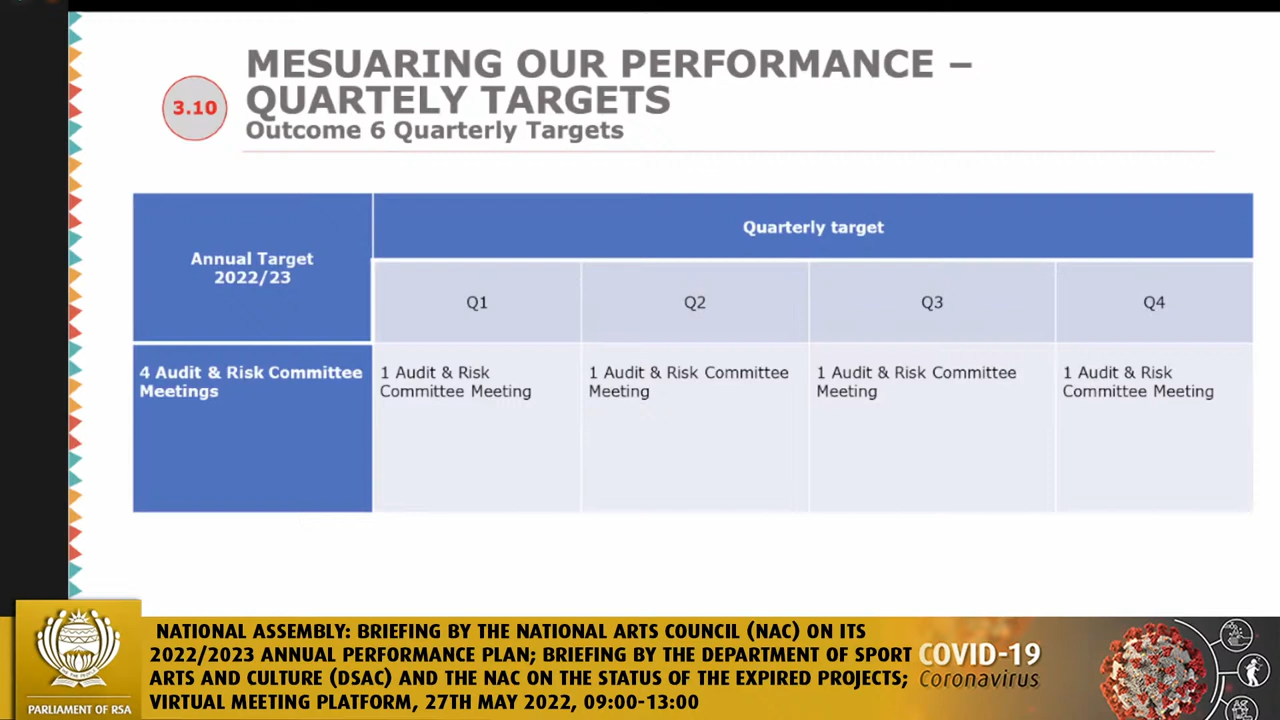 MESUARING OUR PERFORMANCE –
QUARTELY TARGETS
3.10
Outcome 6 Quarterly Targets
Annual Target
2022/23
Quarterly target
Q1
Q2
Q3
Q4
4 Audit & Risk Committee
Meetings
1 Audit & Risk
Committee Meeting
1 Audit & Risk Committee
Meeting
1 Audit & Risk Committee
Meeting
1 Audit & Risk
Committee Meeting
NATIONAL ASSEMBLY: BRIEFING BY THE NATIONAL ARTS COUNCIL (NAC) ON ITS
2022/2023 ANNUAL PERFORMANCE PLAN; BRIEFING BY THE DEPARTMENT OF SPORT
ARTS AND CULTURE (DSAC) AND THE NAC ON THE STATUS OF THE EXPIRED PROJECTS;
VIRTUAL MEETING PLATFORM, 27TH MAY 2022, 09:00-13:00
PARLIAMENT OF RSA
COVID-19
Coronavirus